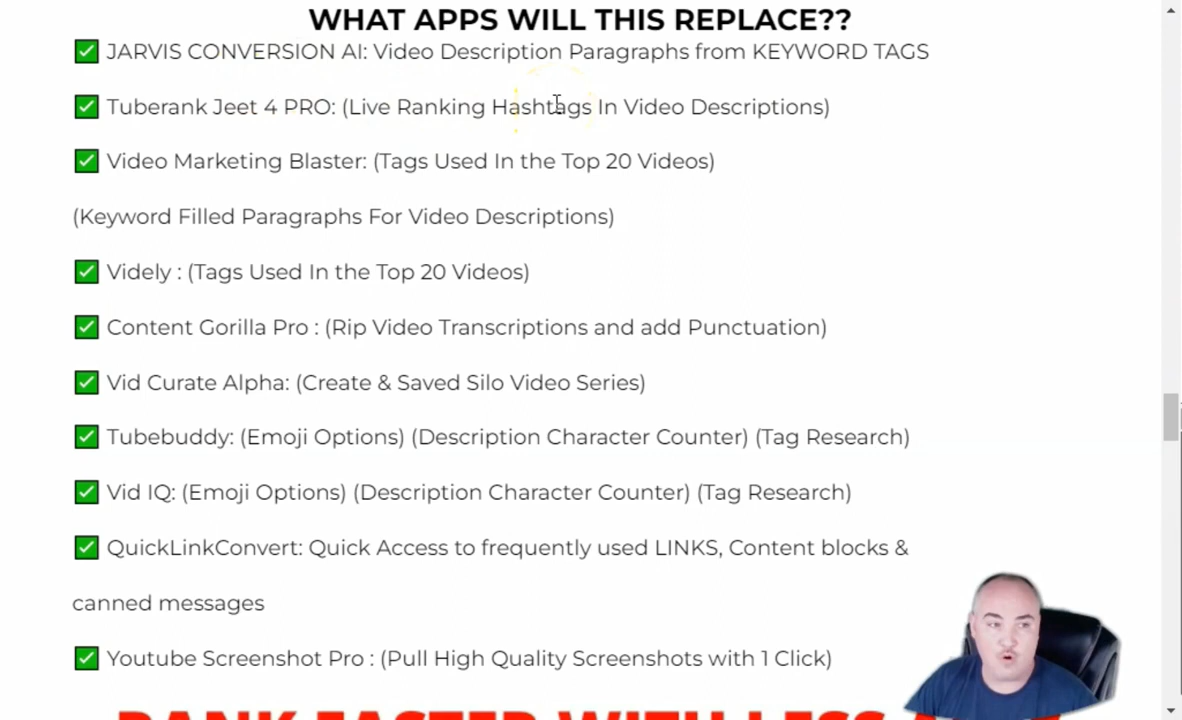 WHAT APPS WILL THIS REPLACE??
JARVIS CONVERSION AI: Video Description Paragraphs from KEYWORD TAGS
Tuberank Jeet 4 PRO: (Live Ranking Hashtags In Video Descriptions)
Video Marketing Blaster: (Tags Used In the Top 20 Videos)
(Keyword Filled Paragraphs For Video Descriptions)
Videly : (Tags Used In the Top 20 Videos)
Content Gorilla Pro : (Rip Video Transcriptions and add Punctuation)
Vid Curate Alpha: (Create & Saved Silo Video Series)
Tubebuddy: (Emoji Options) (Description Character Counter) (Tag Research)
Vid IQ: (Emoji Options) (Description Character Counter) (Tag Research)
QuickLinkConvert: Quick Access to frequently used LINKS, Content blocks &
canned messages
Youtube Screenshot Pro : (Pull High Quality Screenshots with 1 Click)
RANK FASTER WITH LESS